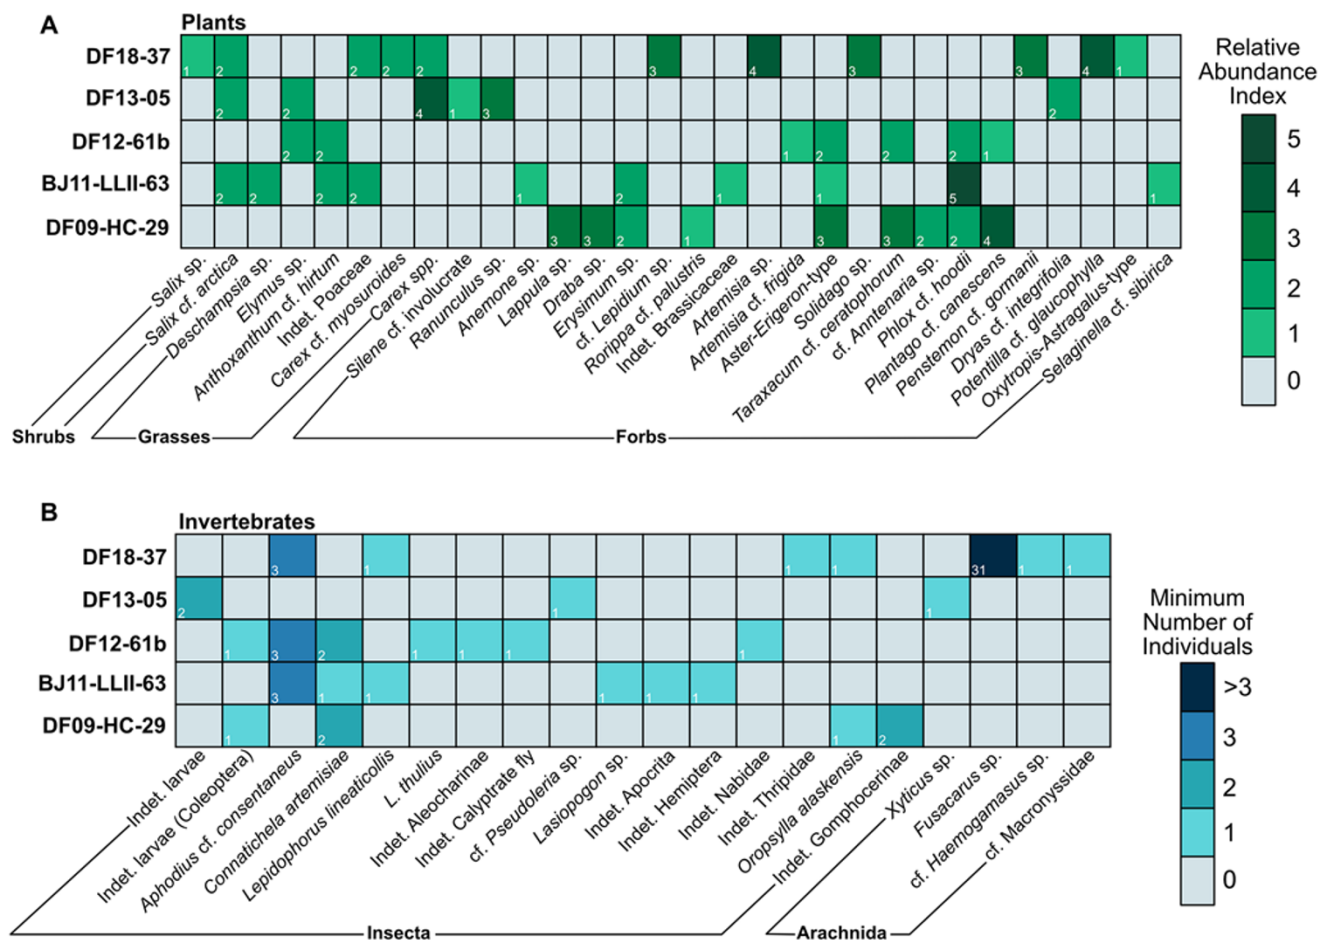 A
Plants
DF18-37
1 2 2 2 2 3 4 3 3 4 1
DF13-05
2 2 4 1 3 2
DF12-61b
2 2 1 2 2 2 1
BJ11-LLII-63
2 2 2 2 1 2 1 1 5 1
DF09-HC-29
3 3 2 1 3 3 2 2 4
Salix sp.
Salix cf. arctica
Deschampsia sp.
Elymus sp.
Anthoxanthum cf. hirtum
Indet. Poaceae
Carex cf. myosuroides
Carex spp.
Silene cf. involucrate
Ranunculus sp.
Anemone sp.
Lappula sp.
Draba sp.
Erysimum sp.
cf. Lepidium sp.
Rorippa cf. palustris
Indet. Brassicaceae
Artemisia sp.
Artemisia cf. frigida
Aster-Erigeron-type
Solidago sp.
Taraxacum cf. ceratophorum
cf. Anntenaria sp.
Phlox cf. hoodii
Plantago cf. canescens
Penstemon cf. gormanii
Dryas cf. integrifolia
Potentilla cf. glaucophylla
Oxytropis-Astragalus-type
Selaginella cf. sibirica
Shrubs
Grasses
Forbs
Relative
Abundance
Index
5
4
3
2
1
0
B
Invertebrates
DF18-37
3 1 1 1 31 1 1
DF13-05
2 1 1
DF12-61b
1 3 2 1 1 1 1
BJ11-LLII-63
3 1 1 1 1 1
DF09-HC-29
1 2 1 2
Indet. larvae
Indet. larvae (Coleoptera)
Aphodius cf. consentaneus
Connatichela artemisiae
Lepidophorus lineaticollis
L. thulius
Indet. Aleocharinae
Indet. Calyptrate fly
cf. Pseudoleria sp.
Lasiopogon sp.
Indet. Apocrita
Indet. Hemiptera
Indet. Nabidae
Indet. Thripidae
Oropsylla alaskensis
Indet. Gomphocerinae
Xyticus sp.
Fusacarus sp.
cf. Haemogamasus sp.
cf. Macronyssidae
Insecta
Arachnida
Minimum
Number of
Individuals
>3
3
2
1
0